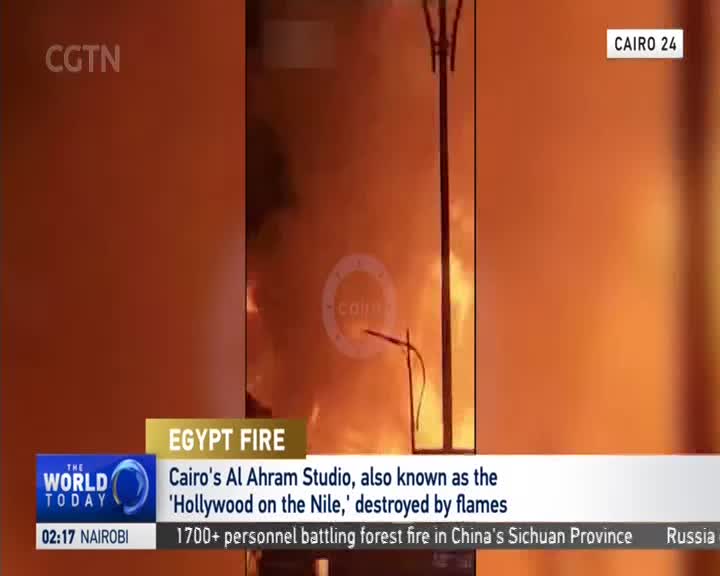 CGTN
CAIRO 24
cairo
EGYPT FIRE
Cairo's Al Ahram Studio, also known as the
'Hollywood on the Nile,' destroyed by flames
THE
WORLD
TODAY
02:17 NAIROBI
1700+ personnel battling forest fire in China's Sichuan Province
Russia